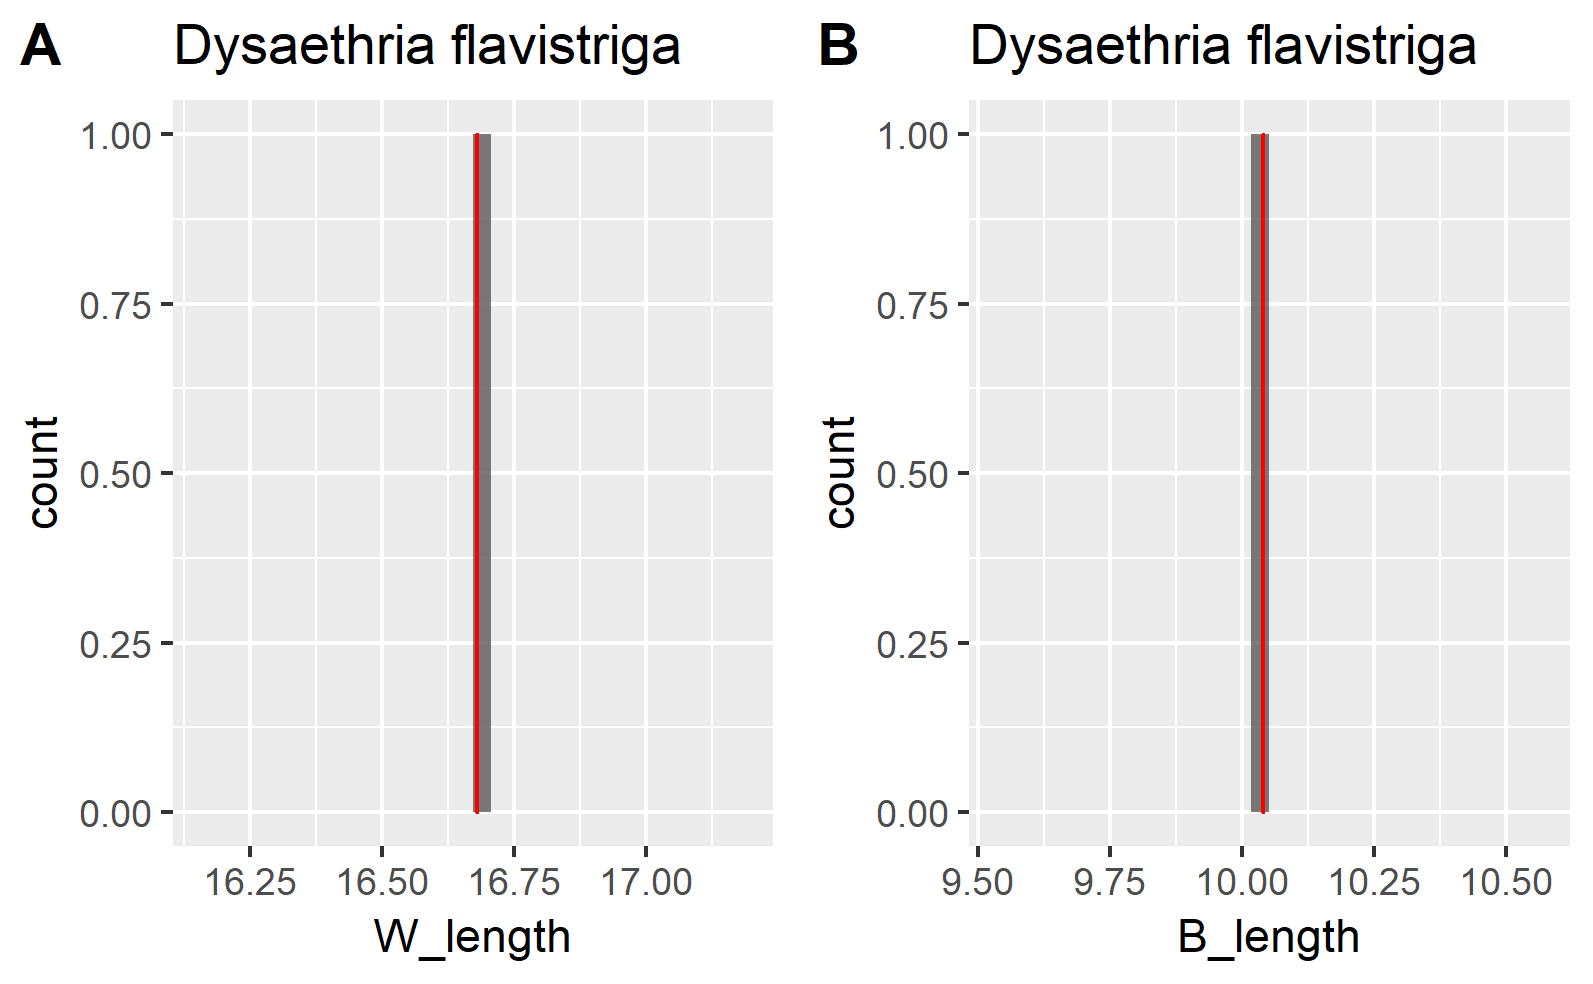 A Dysaethria flavistriga
1.00
0.75
0.50
0.25
0.00
count
16.25 16.50 16.75 17.00
W_length
B Dysaethria flavistriga
1.00
0.75
0.50
0.25
0.00
count
9.50 9.75 10.00 10.25 10.50
B_length